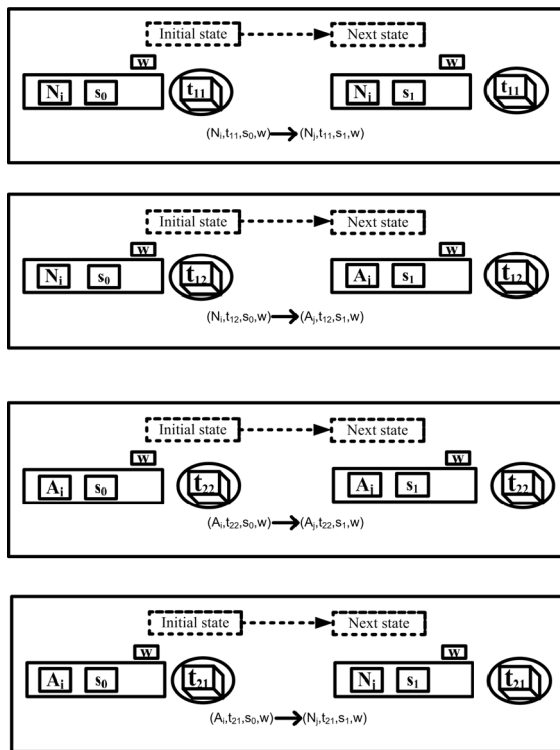 Initial state Next state
w w
Ni s0 t11 Nj s1 t11
(Ni,t11,s0,w)→(Nj,t11,s1,w)
Initial state Next state
w w
Ni s0 t12 Aj s1 t12
(Ni,t12,s0,w)→(Aj,t12,s1,w)
Initial state Next state
w w
Ai s0 t22 Aj s1 t22
(Ai,t22,s0,w)→(Aj,t22,s1,w)
Initial state Next state
w w
Ai s0 t21 Nj s1 t21
(Ai,t21,s0,w)→(Nj,t21,s1,w)